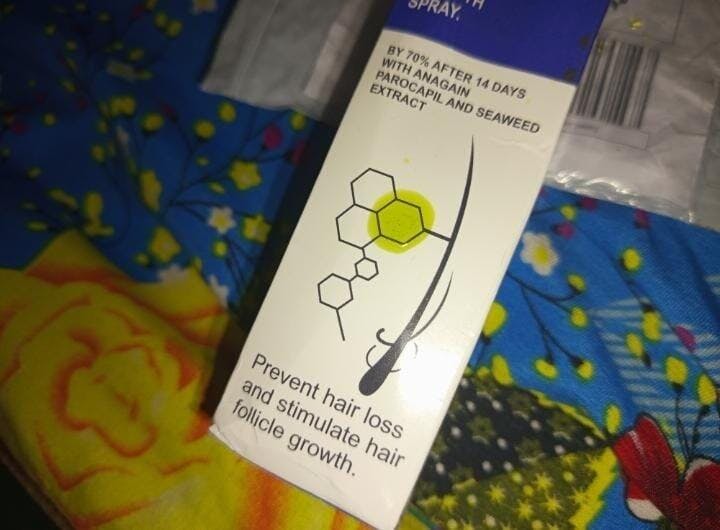 SPRAY.
BY 70% AFTER 14 DAYS
WITH ANAGAIN
PAROCAPIL AND SEAWEED
EXTRACT
Prevent hair loss
and stimulate hair
follicle growth.